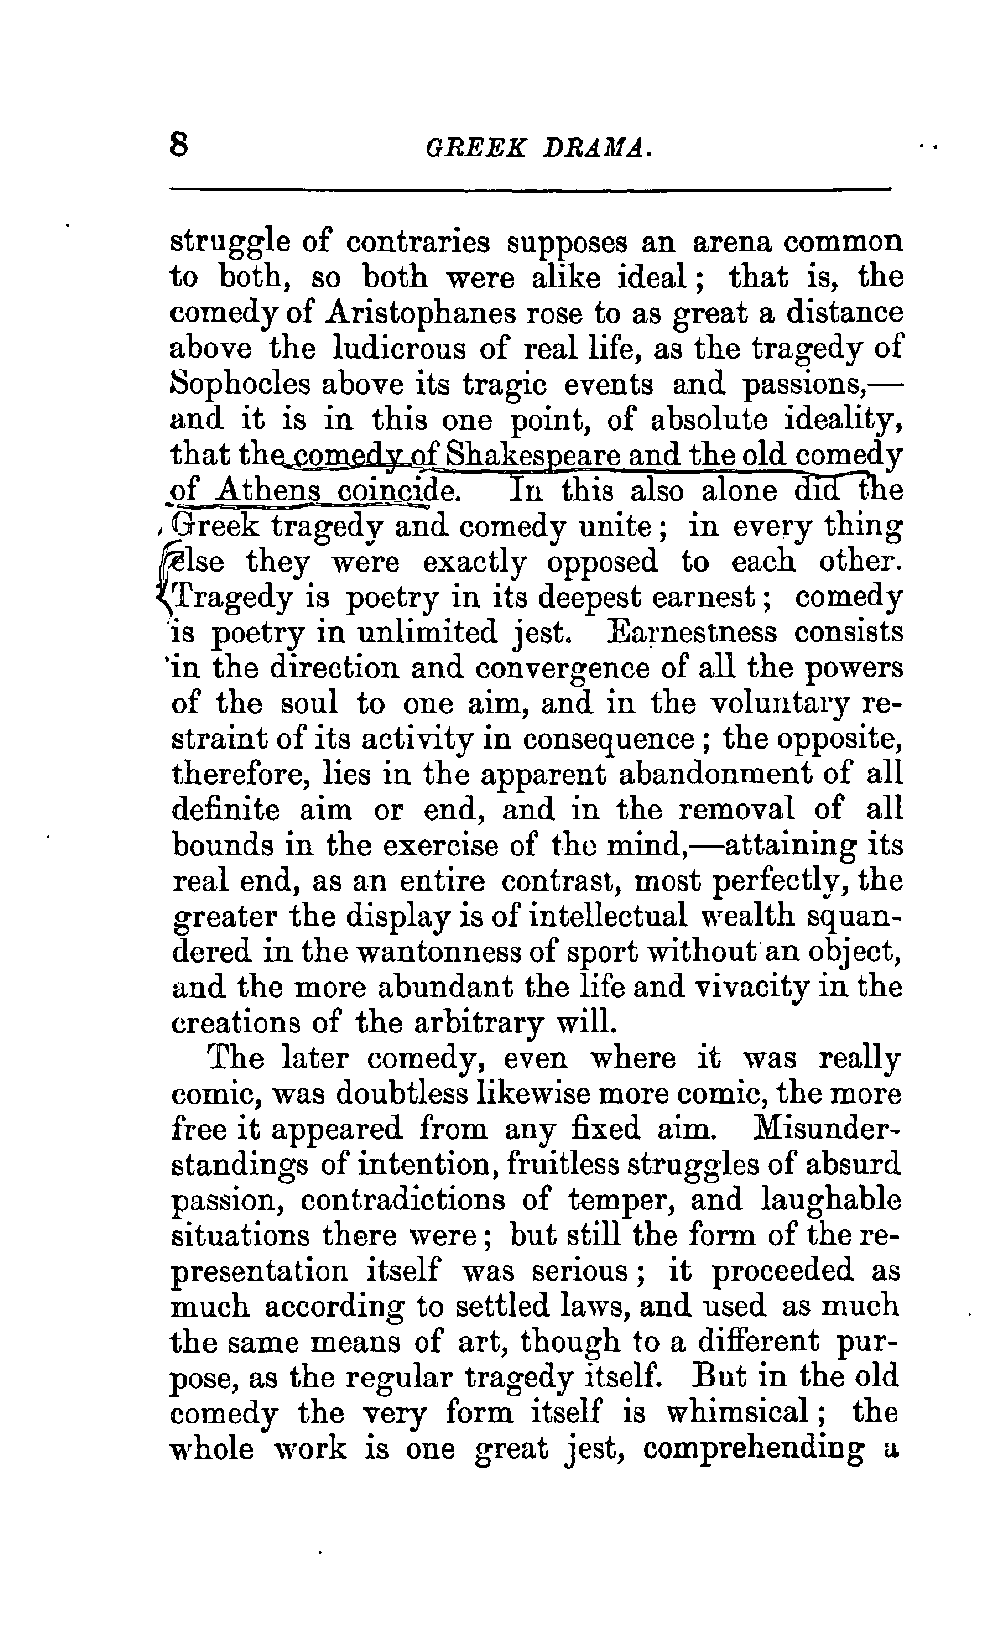 8 GREEK DRAMA.
struggle of contraries supposes an arena common
to both, so both were alike ideal; that is, the
comedy of Aristophanes rose to as great a distance
above the ludicrous of real life, as the tragedy of
Sophocles above its tragic events and passions,—
and it is in this one point, of absolute ideality,
that the comedy of Shakespeare and the old comedy
of Athens coincide. In this also alone did the
Greek tragedy and comedy unite; in every thing
else they were exactly opposed to each other.
Tragedy is poetry in its deepest earnest; comedy
is poetry in unlimited jest. Earnestness consists
in the direction and convergence of all the powers
of the soul to one aim, and in the voluntary re-
straint of its activity in consequence; the opposite,
therefore, lies in the apparent abandonment of all
definite aim or end, and in the removal of all
bounds in the exercise of the mind,—attaining its
real end, as an entire contrast, most perfectly, the
greater the display is of intellectual wealth squan-
dered in the wantonness of sport without an object,
and the more abundant the life and vivacity in the
creations of the arbitrary will.
The later comedy, even where it was really
comic, was doubtless likewise more comic, the more
free it appeared from any fixed aim. Misunder-
standings of intention, fruitless struggles of absurd
passion, contradictions of temper, and laughable
situations there were; but still the form of the re-
presentation itself was serious; it proceeded as
much according to settled laws, and used as much
the same means of art, though to a different pur-
pose, as the regular tragedy itself. But in the old
comedy the very form itself is whimsical; the
whole work is one great jest, comprehending a